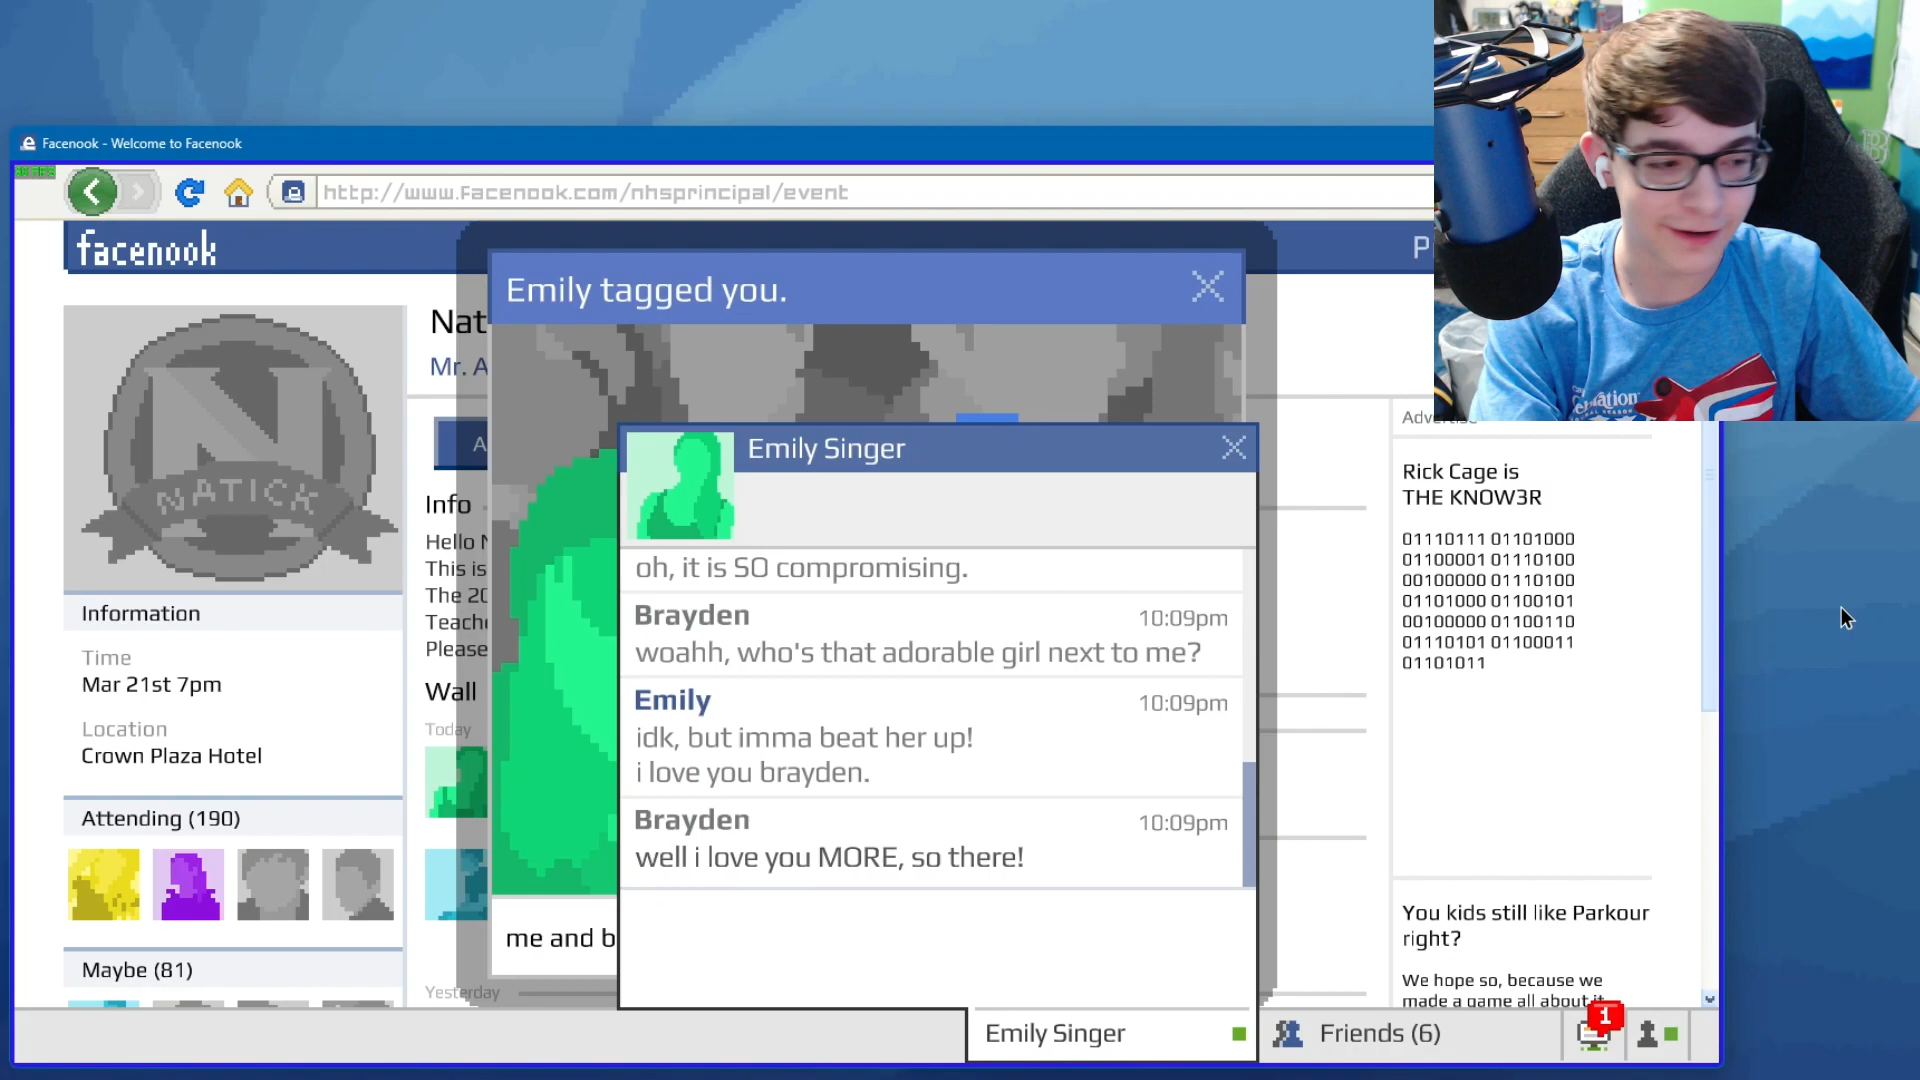 Facenook - Welcome to Facenook
http://www.Facenook.com/nhsprincipal/event
facenook
P
Emily tagged you.
Nat
Mr. A
A
NATICK
Info
Hello N
This is
The 20
Teache
Please
Wall
Today
Yesterday
me and b
Information
Time
Mar 21st 7pm
Location
Crown Plaza Hotel
Attending (190)
Maybe (81)
Emily Singer
oh, it is SO compromising.
Brayden
10:09pm
woahh, who's that adorable girl next to me?
Emily
10:09pm
idk, but imma beat her up!
i love you brayden.
Brayden
10:09pm
well i love you MORE, so there!
Emily Singer
Friends (6)
1
Rick Cage is
THE KNOW3R
01110111 01101000
01100001 01110100
00100000 01110100
01101000 01100101
00100000 01100110
01110101 01100011
01101011
You kids still like Parkour
right?
We hope so, because we
made a game all about it